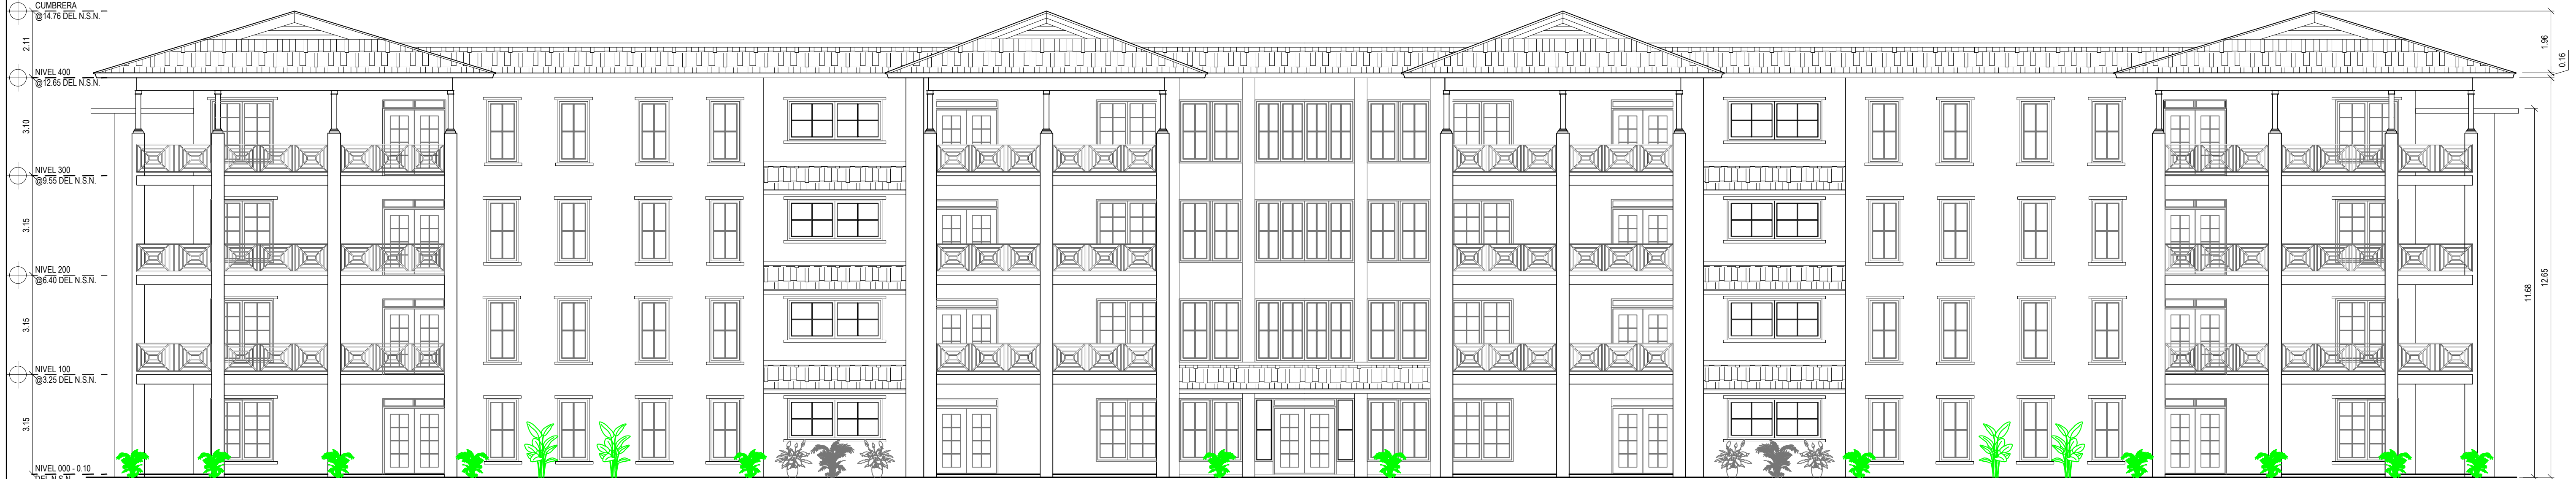 CUMBRERA
@14.76 DEL N.S.N.
2.11
NIVEL 400
@12.65 DEL N.S.N.
3.10
NIVEL 300
@9.55 DEL N.S.N.
3.15
NIVEL 200
@6.40 DEL N.S.N.
3.15
NIVEL 100
@3.25 DEL N.S.N.
3.15
NIVEL 000 - 0.10
DEL N.S.N.
1.96
0.16
11.68
12.65